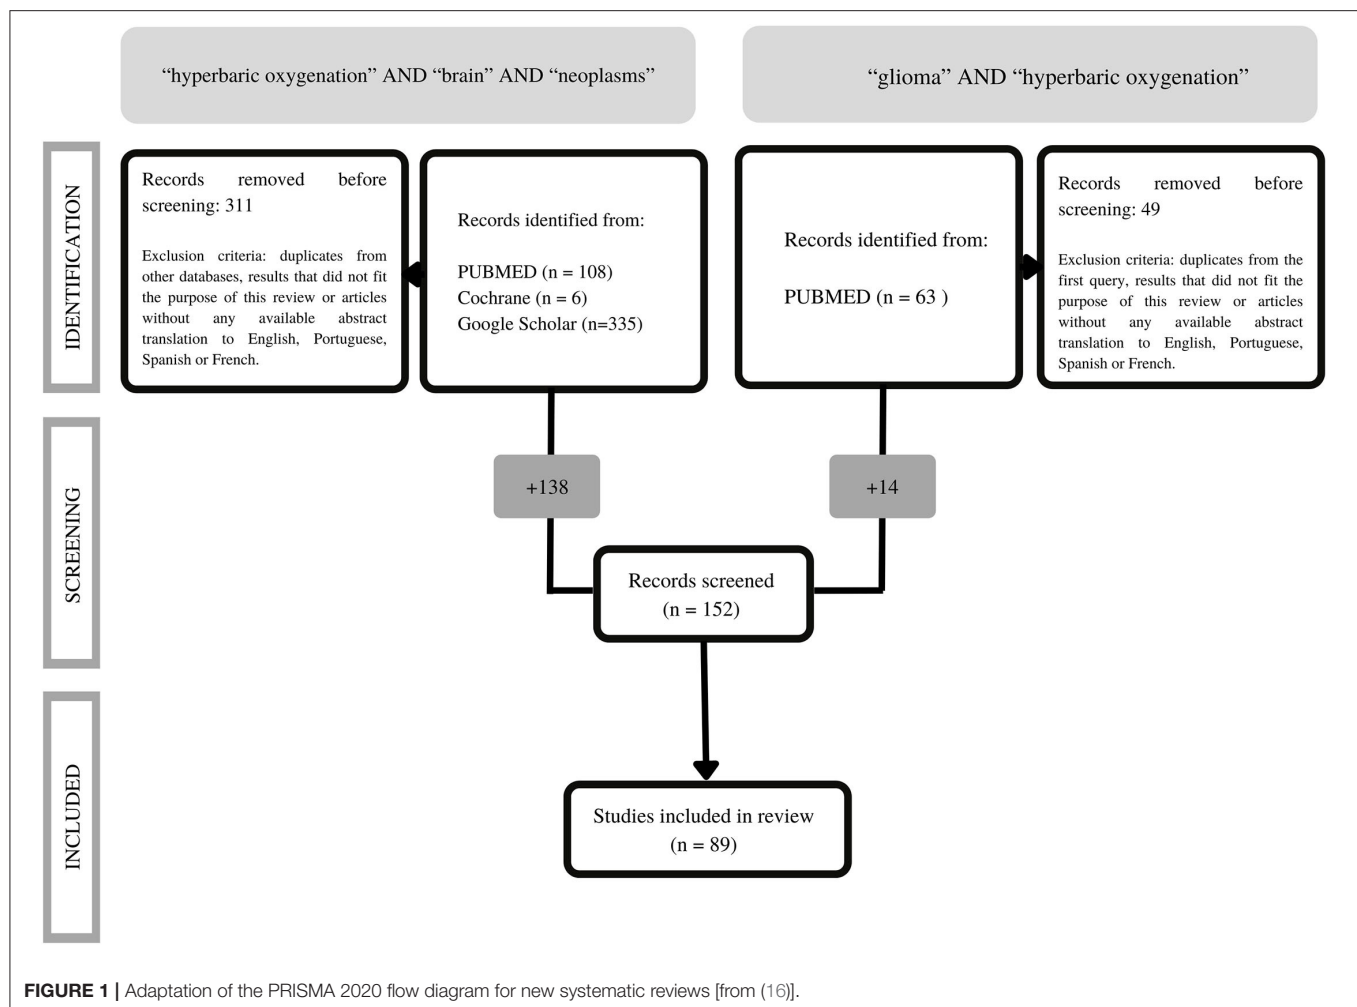 “hyperbaric oxygenation” AND “brain” AND “neoplasms”
“glioma” AND “hyperbaric oxygenation”
IDENTIFICATION
Records removed before
screening: 311
Exclusion criteria: duplicates from
other databases, results that did not fit
the purpose of this review or articles
without any available abstract
translation to English, Portuguese,
Spanish or French.
Records identified from:
PUBMED (n = 108)
Cochrane (n = 6)
Google Scholar (n=335)
Records identified from:
PUBMED (n = 63 )
Records removed before
screening: 49
Exclusion criteria: duplicates from the
first query, results that did not fit the
purpose of this review or articles
without any available abstract
translation to English, Portuguese,
Spanish or French.
SCREENING
+138
+14
Records screened
(n = 152)
INCLUDED
Studies included in review
(n = 89)
FIGURE 1 | Adaptation of the PRISMA 2020 flow diagram for new systematic reviews [from (16)].